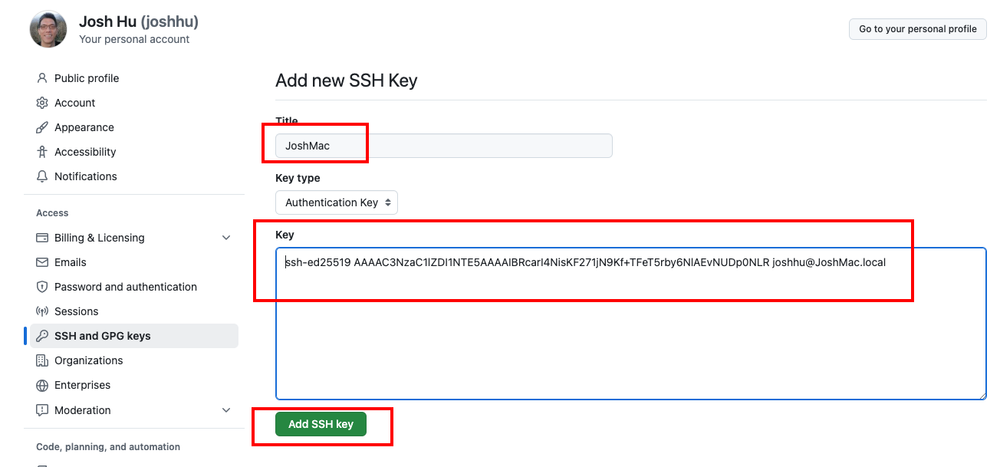 Josh Hu (joshhu)
Your personal account
Go to your personal profile
Public profile
Account
Appearance
Accessibility
Notifications
Access
Billing & Licensing
Emails
Password and authentication
Sessions
SSH and GPG keys
Organizations
Enterprises
Moderation
Code, planning, and automation
Add new SSH Key
Title
JoshMac
Key type
Authentication Key
Key
ssh-ed25519 AAAAC3NzaC1lZDI1NTE5AAAAIBRcarI4NisKF271jN9Kf+TFeT5rby6NlAEvNUDp0NLR joshhu@JoshMac.local
Add SSH key